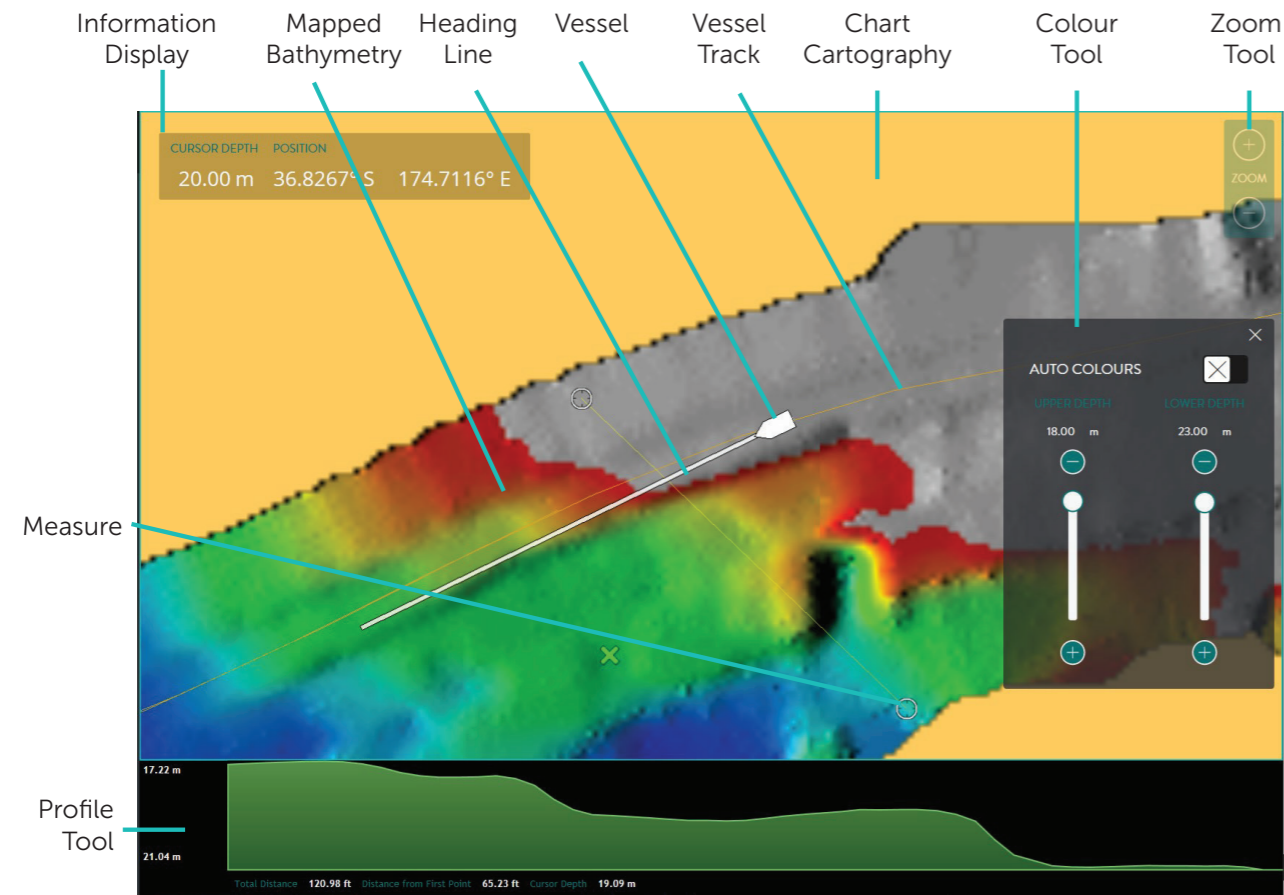 Information Display
Mapped Bathymetry
Heading Line
Vessel
Vessel Track
Chart Cartography
Colour Tool
Zoom Tool
CURSOR DEPTH POSITION
20.00 m 36.8267° S 174.7116° E
ZOOM
AUTO COLOURS
UPPER DEPTH LOWER DEPTH
18.00 m 23.00 m
Measure
17.22 m
Profile Tool
21.04 m
Total Distance 120.98 ft Distance from First Point 65.23 ft Cursor Depth 19.09 m